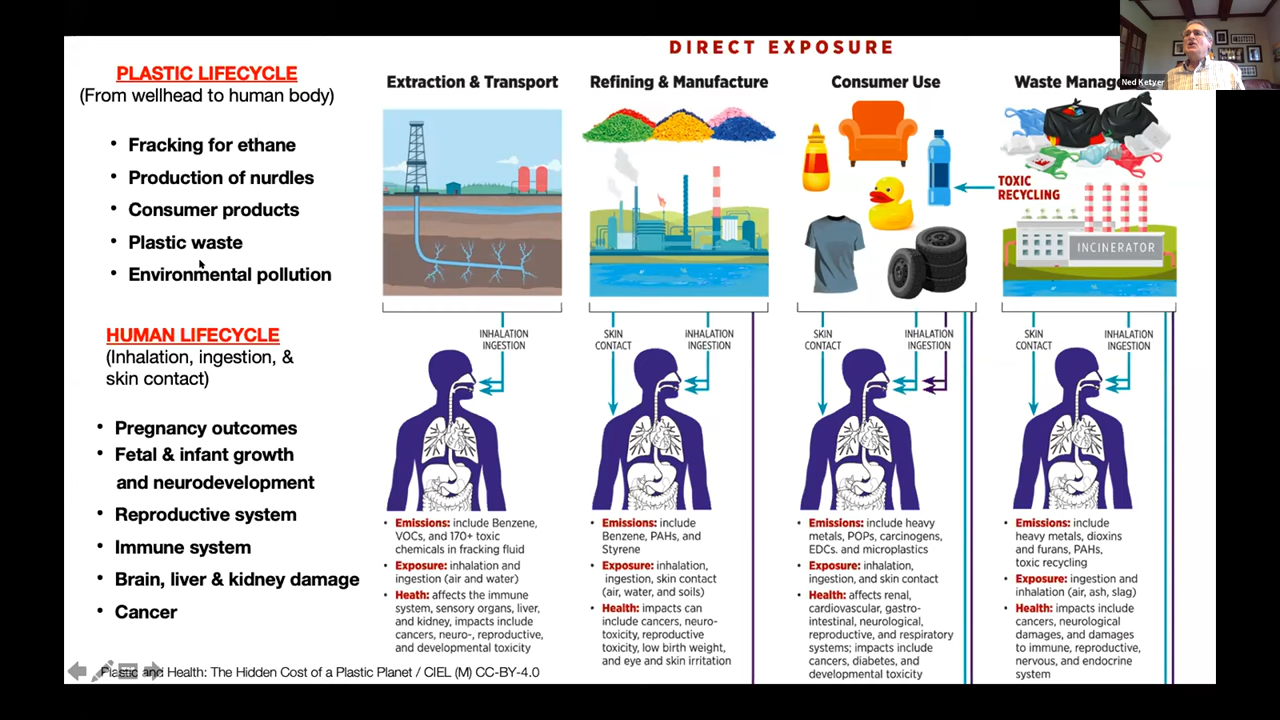 DIRECT EXPOSURE
Ned Ketyer
PLASTIC LIFECYCLE
(From wellhead to human body)
• Fracking for ethane
• Production of nurdles
• Consumer products
• Plastic waste
• Environmental pollution
HUMAN LIFECYCLE
(Inhalation, ingestion, &
skin contact)
• Pregnancy outcomes
• Fetal & infant growth
and neurodevelopment
• Reproductive system
• Immune system
• Brain, liver & kidney damage
• Cancer
Extraction & Transport
INHALATION
INGESTION
• Emissions: include Benzene,
VOCs, and 170+ toxic
chemicals in fracking fluid
• Exposure: inhalation and
ingestion (air and water)
• Heath: affects the immune
system, sensory organs, liver,
and kidney, impacts include
cancers, neuro-, reproductive,
and developmental toxicity
Refining & Manufacture
SKIN
CONTACT
INHALATION
INGESTION
• Emissions: include
Benzene, PAHs, and
Styrene
• Exposure: inhalation,
ingestion, skin contact
(air, water, and soils)
• Health: impacts can
include cancers, neuro-
toxicity, reproductive
toxicity, low birth weight,
and eye and skin irritation
Consumer Use
TOXIC
RECYCLING
SKIN
CONTACT
INHALATION
INGESTION
• Emissions: include heavy
metals, POPs, carcinogens,
EDCs. and microplastics
• Exposure: inhalation,
ingestion, and skin contact
• Health: affects renal,
cardiovascular, gastro-
intestinal, neurological,
reproductive, and respiratory
systems; impacts include
cancers, diabetes, and
developmental toxicity
Waste Manag
INCINERATOR
SKIN
CONTACT
INHALATION
INGESTION
• Emissions: include
heavy metals, dioxins
and furans, PAHs,
toxic recycling
• Exposure: ingestion and
inhalation (air, ash, slag)
• Health: impacts include
cancers, neurological
damages, and damages
to immune, reproductive,
nervous, and endocrine
system
Plastic and Health: The Hidden Cost of a Plastic Planet / CIEL (M) CC-BY-4.0